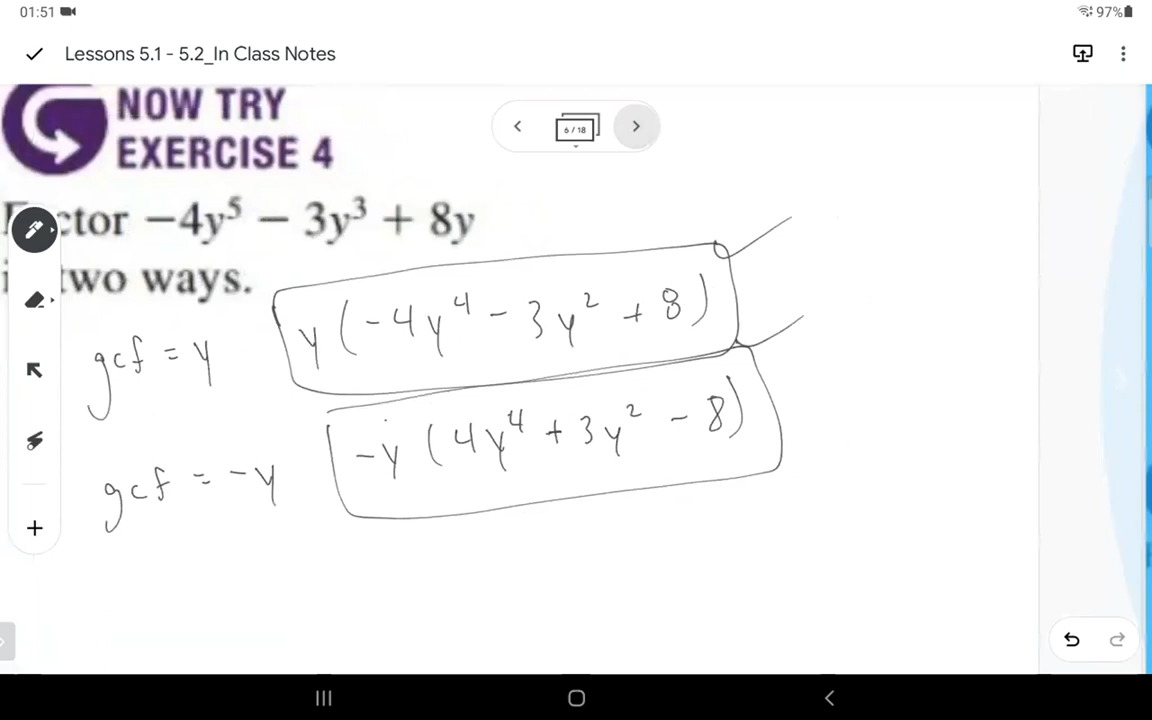 01:51 97%
Lessons 5.1 - 5.2_In Class Notes
NOW TRY
EXERCISE 4
6 / 18
ctor −4y⁵ − 3y³ + 8y
two ways.
gcf = y y(-4y⁴ - 3y² + 8)
gcf = -y -y(4y⁴ + 3y² - 8)